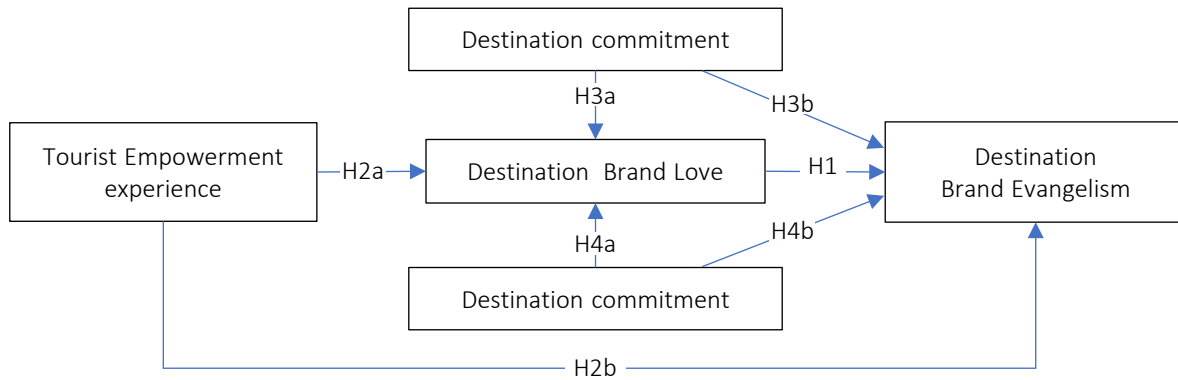 Destination commitment
H3a
H3b
Tourist Empowerment
experience
H2a
Destination Brand Love
H1
Destination
Brand Evangelism
H4a
H4b
Destination commitment
H2b